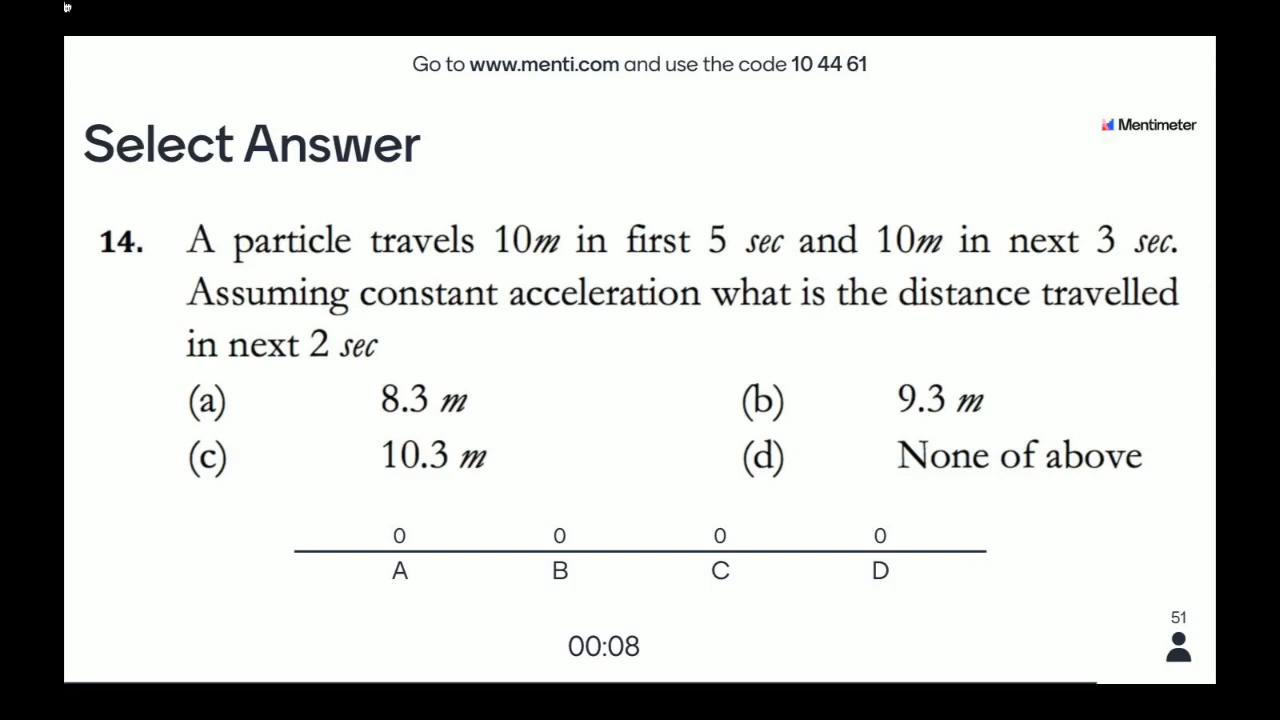 Go to www.menti.com and use the code 10 44 61
Mentimeter
Select Answer
14. A particle travels 10m in first 5 sec and 10m in next 3 sec.
Assuming constant acceleration what is the distance travelled
in next 2 sec
(a) 8.3 m (b) 9.3 m
(c) 10.3 m (d) None of above
0 0 0 0
A B C D
51
00:08